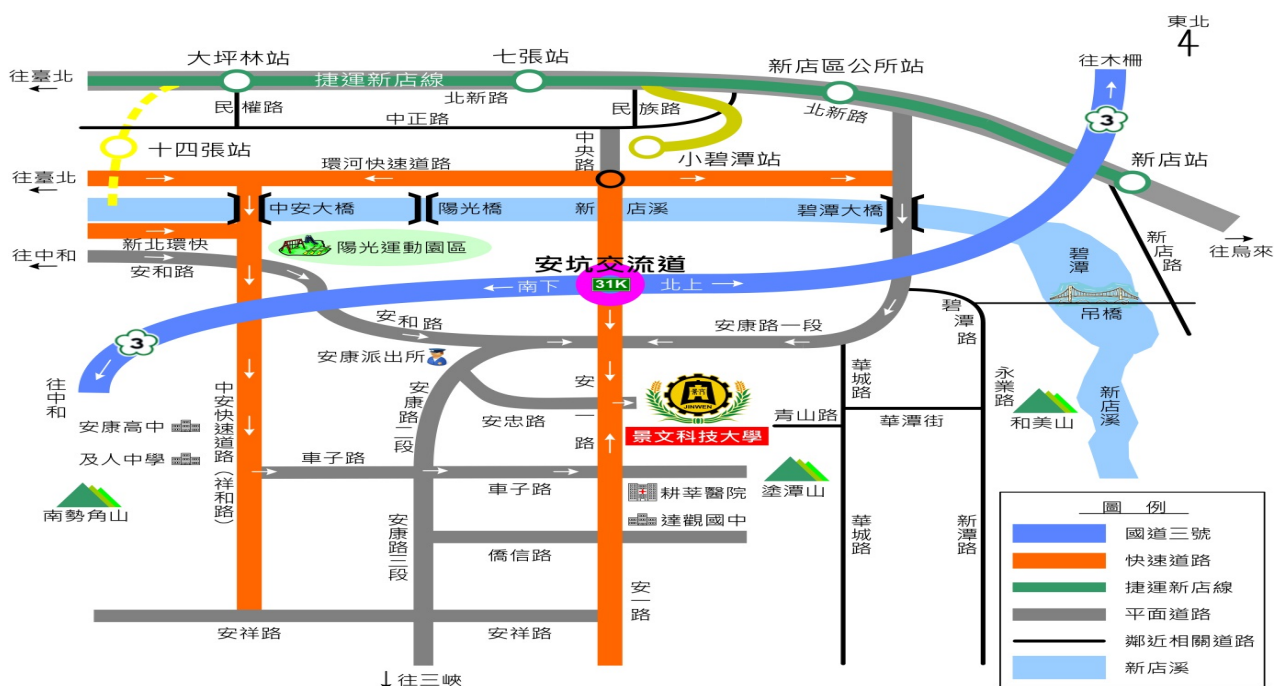 東北
4
往木柵
3
往臺北
大坪林站
捷運新店線
七張站
新店區公所站
民權路
北新路
民族路
北新路
中正路
十四張站
中央路
小碧潭站
新店站
往臺北
環河快速道路
中安大橋
陽光橋
新店溪
碧潭大橋
往烏來
新店路
新北環快
往中和
安和路
陽光運動園區
安坑交流道
31K
南下
北上
碧潭
吊橋
3
安和路
安康路一段
碧潭路
安康派出所
往中和
中安快速道路(祥和路)
安康路二段
安忠路
安一路
JINWEN
景文科技大學
華城路
青山路
華潭街
永業路
和美山
新店溪
安康高中
及人中學
南勢角山
車子路
車子路
耕莘醫院
塗潭山
達觀國中
安康路三段
僑信路
華城路
新潭路
安一路
安祥路
安祥路
往三峽
圖例
國道三號
快速道路
捷運新店線
平面道路
鄰近相關道路
新店溪